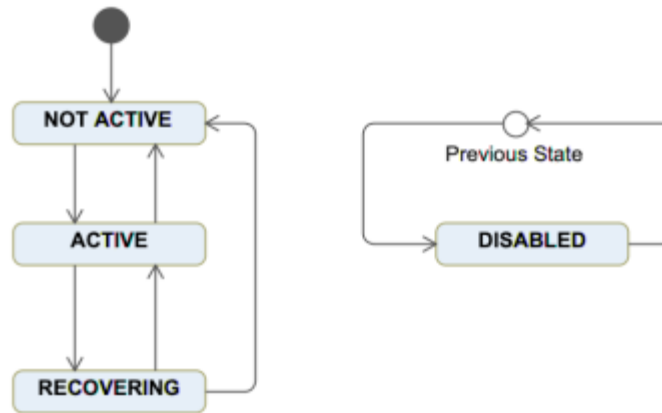 NOT ACTIVE
Previous State
ACTIVE
DISABLED
RECOVERING